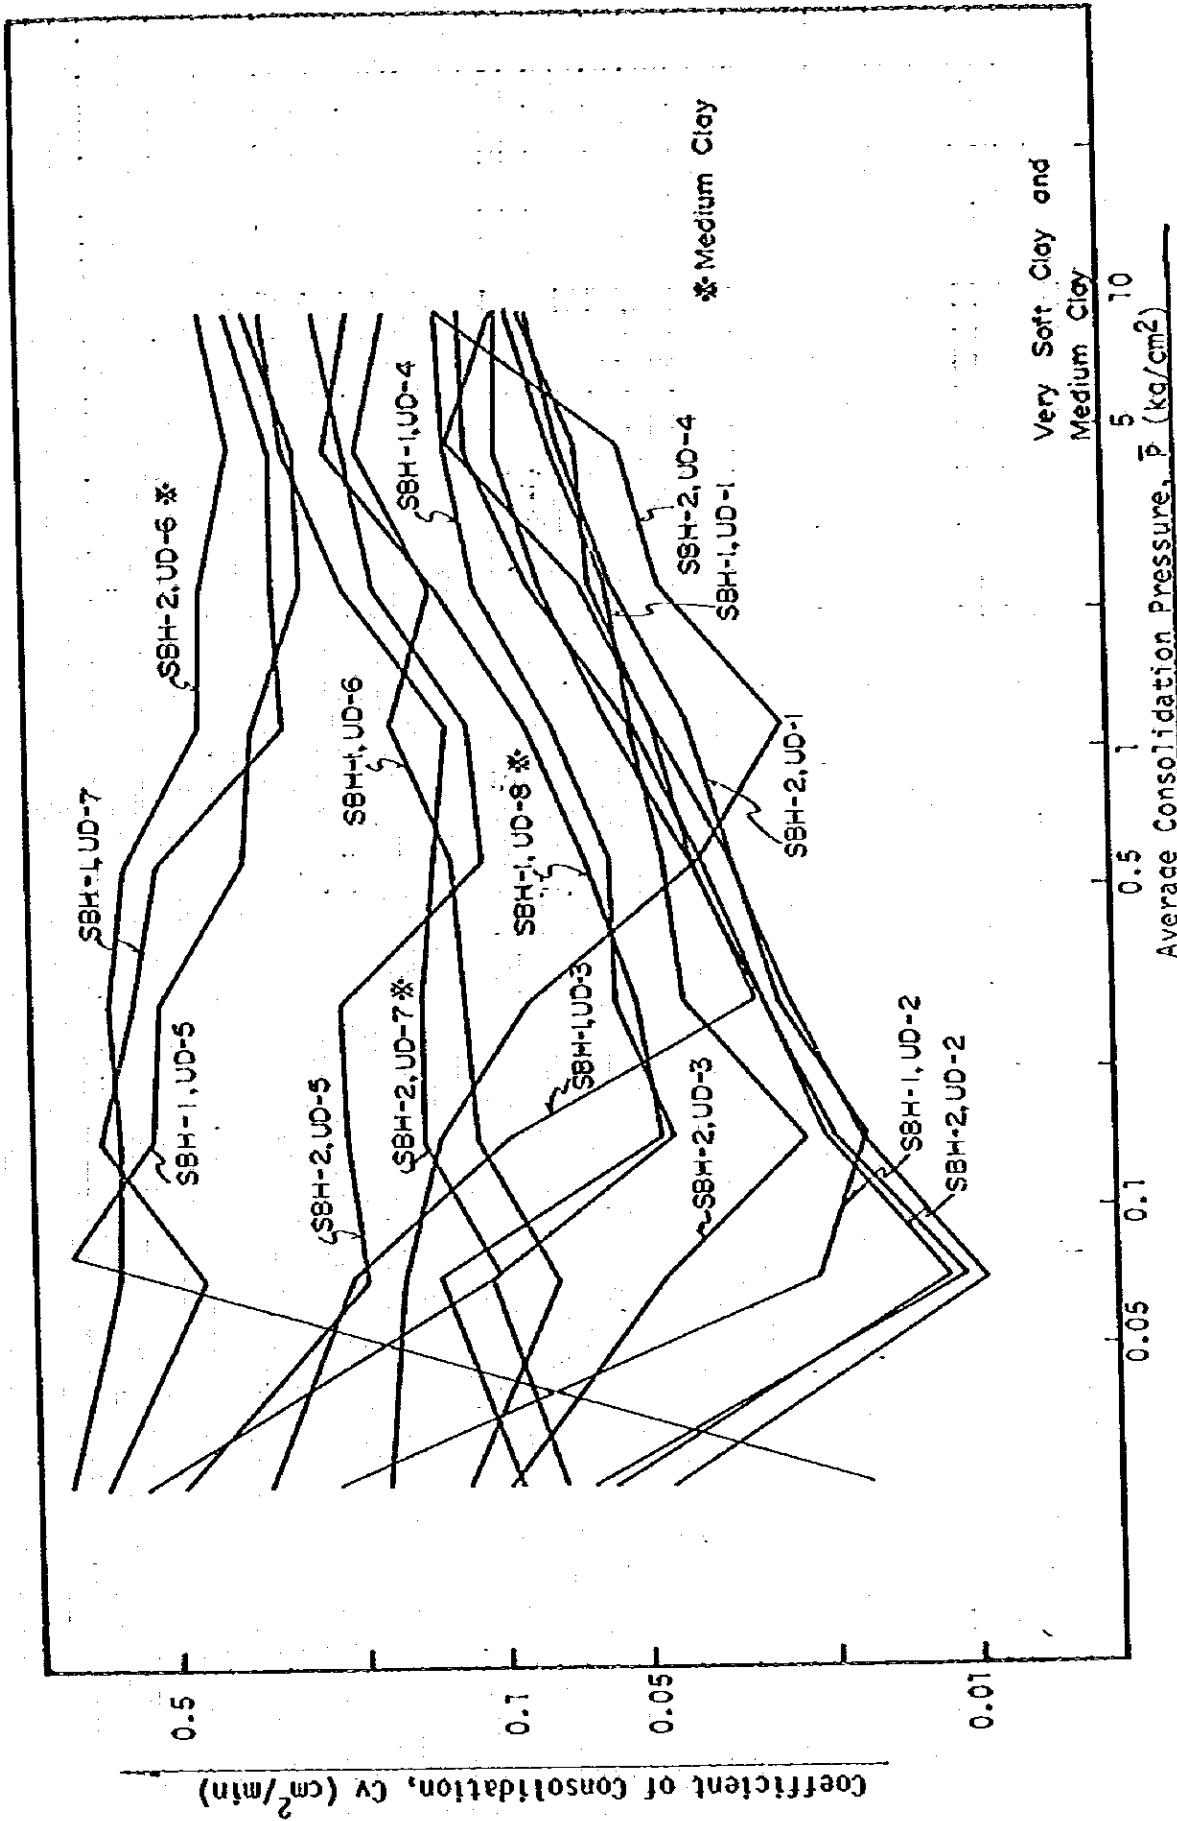 Coefficient of Consolidation, Cv (cm²/min)
0.5
0.1
0.05
0.01
SBH-1,UD-7
SBH-2,UD-6 ※
SBH-1,UD-5
SBH-2,UD-5
SBH-1,UD-6
SBH-1,UD-4
SBH-2,UD-7※
SBH-1,UD-8 ※
SBH-1,UD-3
SBH-2,UD-4
SBH-1,UD-1
SBH-2,UD-3
SBH-2,UD-1
SBH-1,UD-2
SBH-2,UD-2
※ Medium Clay
Very Soft Clay and
Medium Clay
0.05
0.1
0.5
1
5
10
Average Consolidation Pressure, p̅ (kg/cm²)